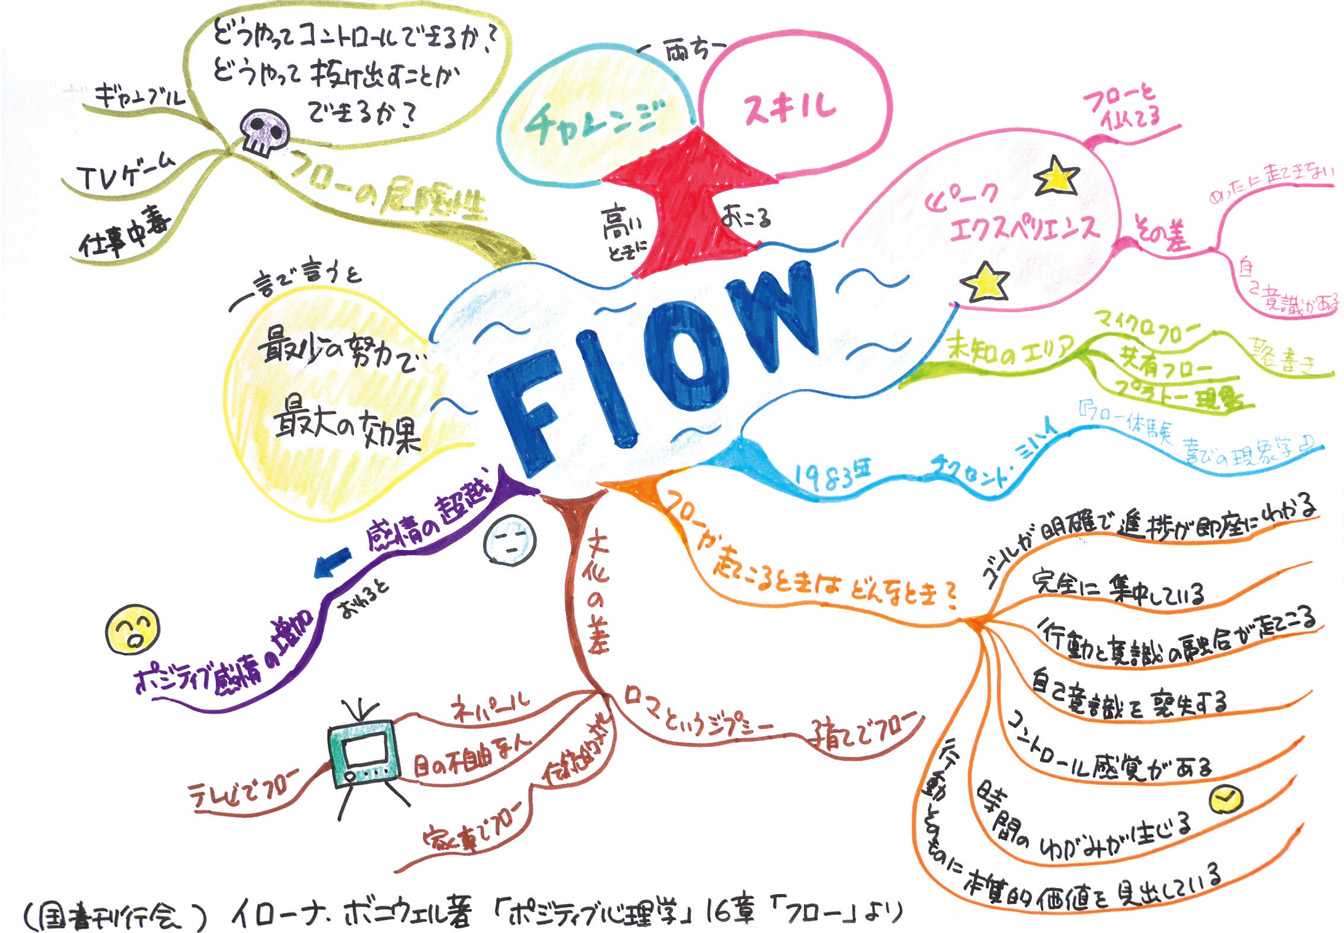 FlOW
どうやってコントロールできるか?
どうやって抜け出すことが
できるか?
ギャンブル
TVゲーム
仕事中毒
フローの危険性
両方
チャレンジ
スキル
高い
ときに
おこる
ピーク
エクスペリエンス
フローと
似てる
その差
めったに起てきない
自己意識がある
未知のエリア
マイクロフロー
落書き
共有フロー
プラトー現象
1983年
チクセント・ミハイ
『フロー体験
喜びの現象学』
フローが起こるときはどんなとき?
ゴールが明確で進捗が即座にわかる
完全に集中している
行動と意識の融合が起こる
自己意識を喪失する
コントロール感覚がある
時間のゆがみが生じる
行動そのものに本質的価値を見出している
文化の差
ロマというジプシー
子育てでフロー
伝統的文化
家事でフロー
ネパール
目の不自由な人
テレビでフロー
感情の超越
おわると
ポジティブ感情の増加
一言で言うと
最少の努力で
最大の効果
(国書刊行会) イローナ.ボニウェル著 「ポジティブ心理学」16章「フロー」より